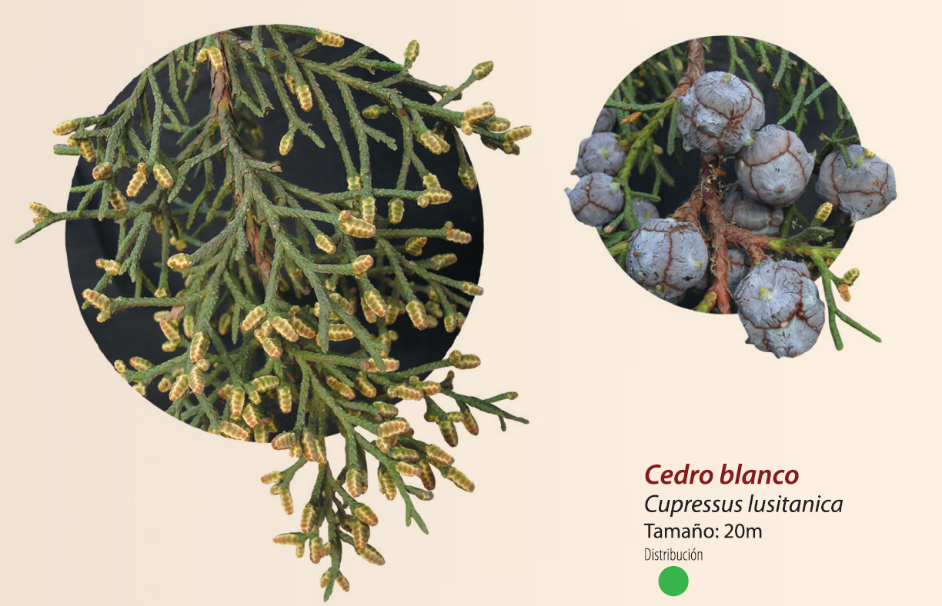 Cedro blanco
Cupressus lusitanica
Tamaño: 20m
Distribución